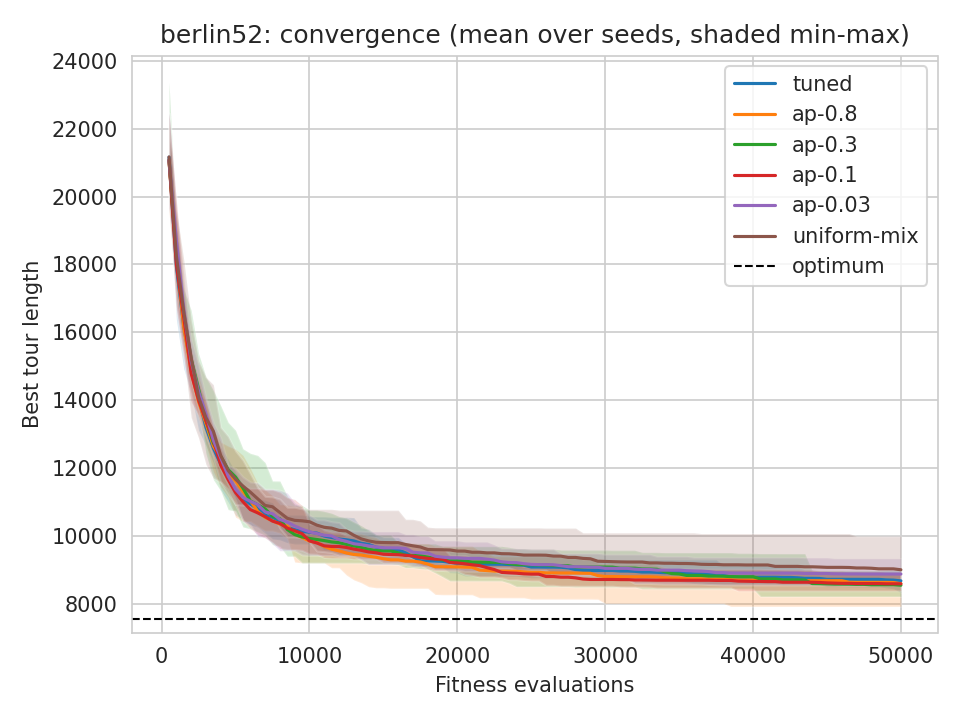 berlin52: convergence (mean over seeds, shaded min-max)
24000
22000
20000
18000
16000
14000
12000
10000
8000
Best tour length
tuned
ap-0.8
ap-0.3
ap-0.1
ap-0.03
uniform-mix
optimum
0
10000
20000
30000
40000
50000
Fitness evaluations